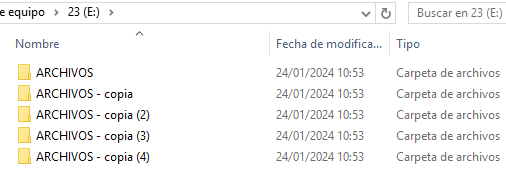 e equipo > 23 (E:) >
Buscar en 23 (E:)
Nombre Fecha de modifica... Tipo
ARCHIVOS 24/01/2024 10:53 Carpeta de archivos
ARCHIVOS - copia 24/01/2024 10:53 Carpeta de archivos
ARCHIVOS - copia (2) 24/01/2024 10:53 Carpeta de archivos
ARCHIVOS - copia (3) 24/01/2024 10:53 Carpeta de archivos
ARCHIVOS - copia (4) 24/01/2024 10:53 Carpeta de archivos